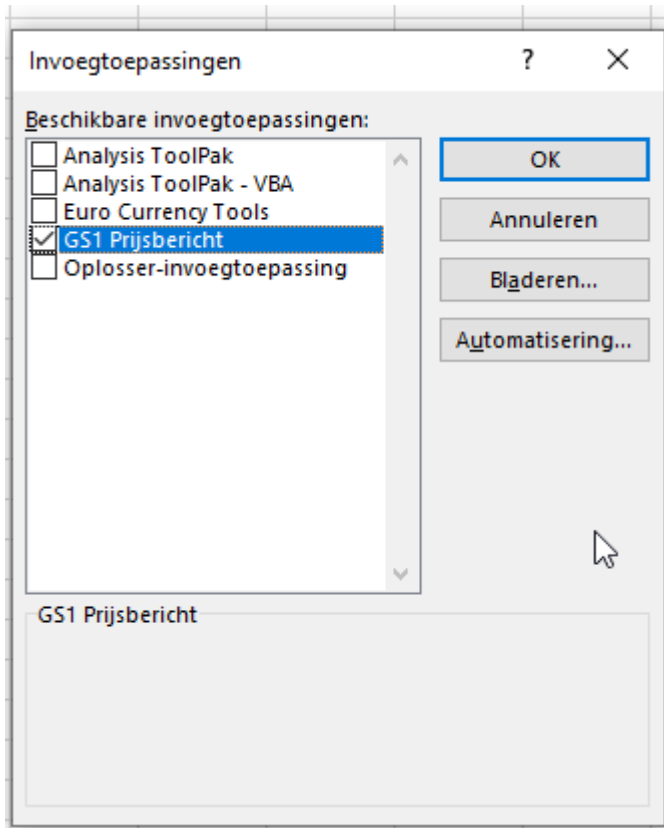 Invoegtoepassingen
Beschikbare invoegtoepassingen:
Analysis ToolPak
Analysis ToolPak - VBA
Euro Currency Tools
GS1 Prijsbericht
Oplosser-invoegtoepassing
OK
Annuleren
Bladeren...
Automatisering...
GS1 Prijsbericht